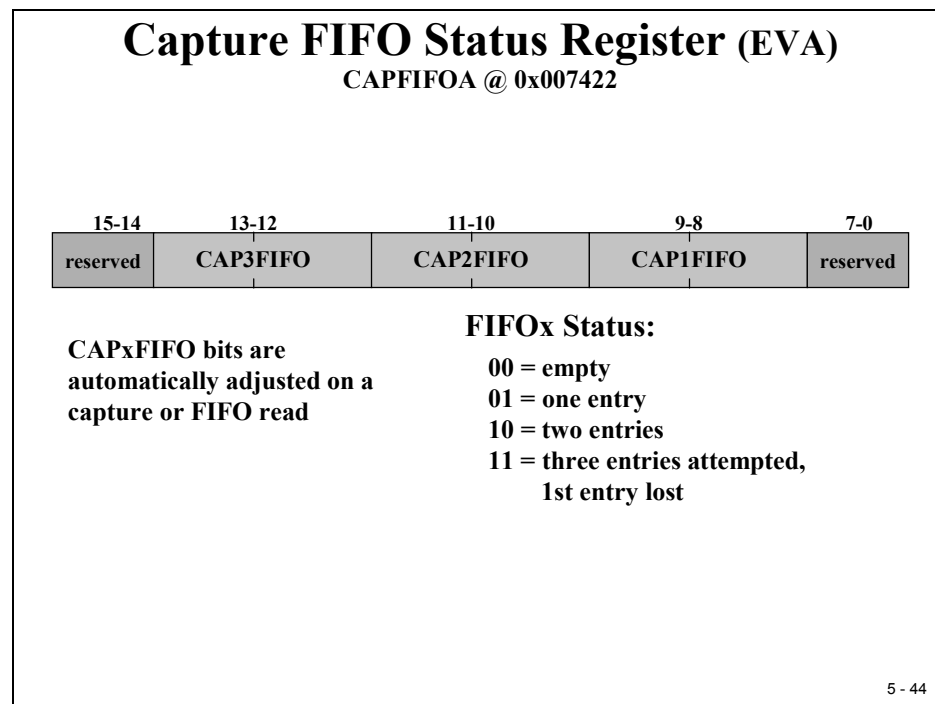 Capture FIFO Status Register (EVA)
CAPFIFOA @ 0x007422
15-14 13-12 11-10 9-8 7-0
reserved CAP3FIFO CAP2FIFO CAP1FIFO reserved
CAPxFIFO bits are
automatically adjusted on a
capture or FIFO read
FIFOx Status:
00 = empty
01 = one entry
10 = two entries
11 = three entries attempted,
1st entry lost
5 - 44